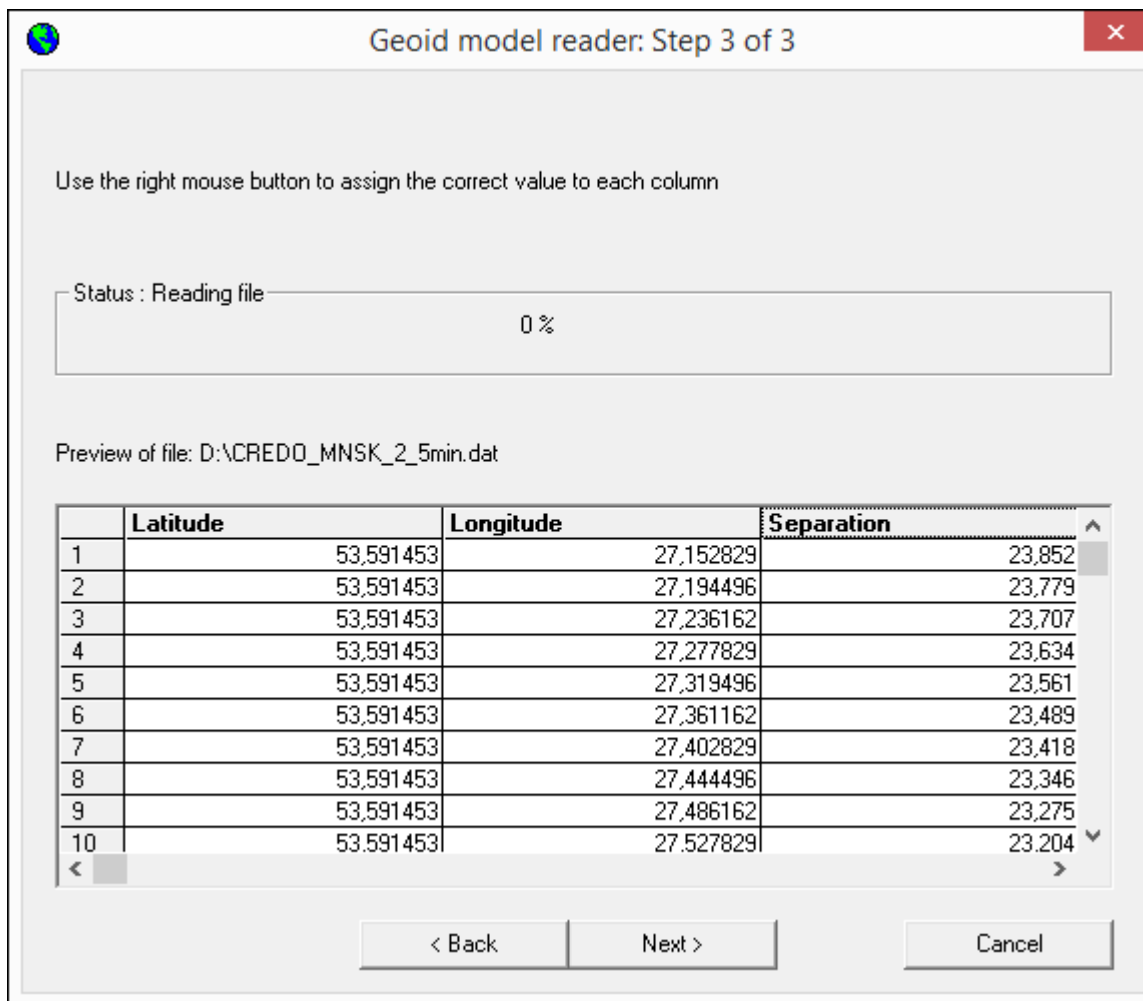 Geoid model reader: Step 3 of 3
Use the right mouse button to assign the correct value to each column
Status : Reading file
0 %
Preview of file: D:\CREDO_MNSK_2_5min.dat
Latitude Longitude Separation
1 53,591453 27,152829 23,852
2 53,591453 27,194496 23,779
3 53,591453 27,236162 23,707
4 53,591453 27,277829 23,634
5 53,591453 27,319496 23,561
6 53,591453 27,361162 23,489
7 53,591453 27,402829 23,418
8 53,591453 27,444496 23,346
9 53,591453 27,486162 23,275
10 53,591453 27,527829 23,204
< Back Next > Cancel